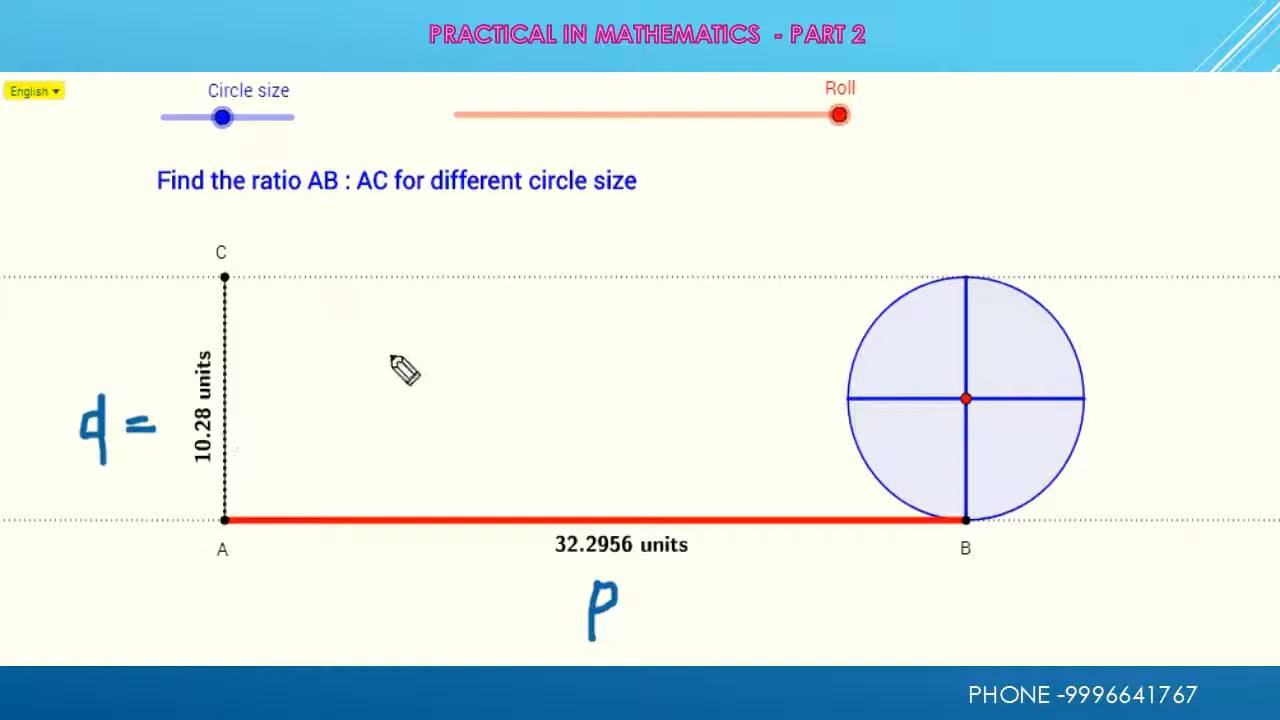 PRACTICAL IN MATHEMATICS - PART 2
English
Circle size
Roll
Find the ratio AB : AC for different circle size
C
10.28 units
d =
A
32.2956 units
B
P
PHONE -9996641767